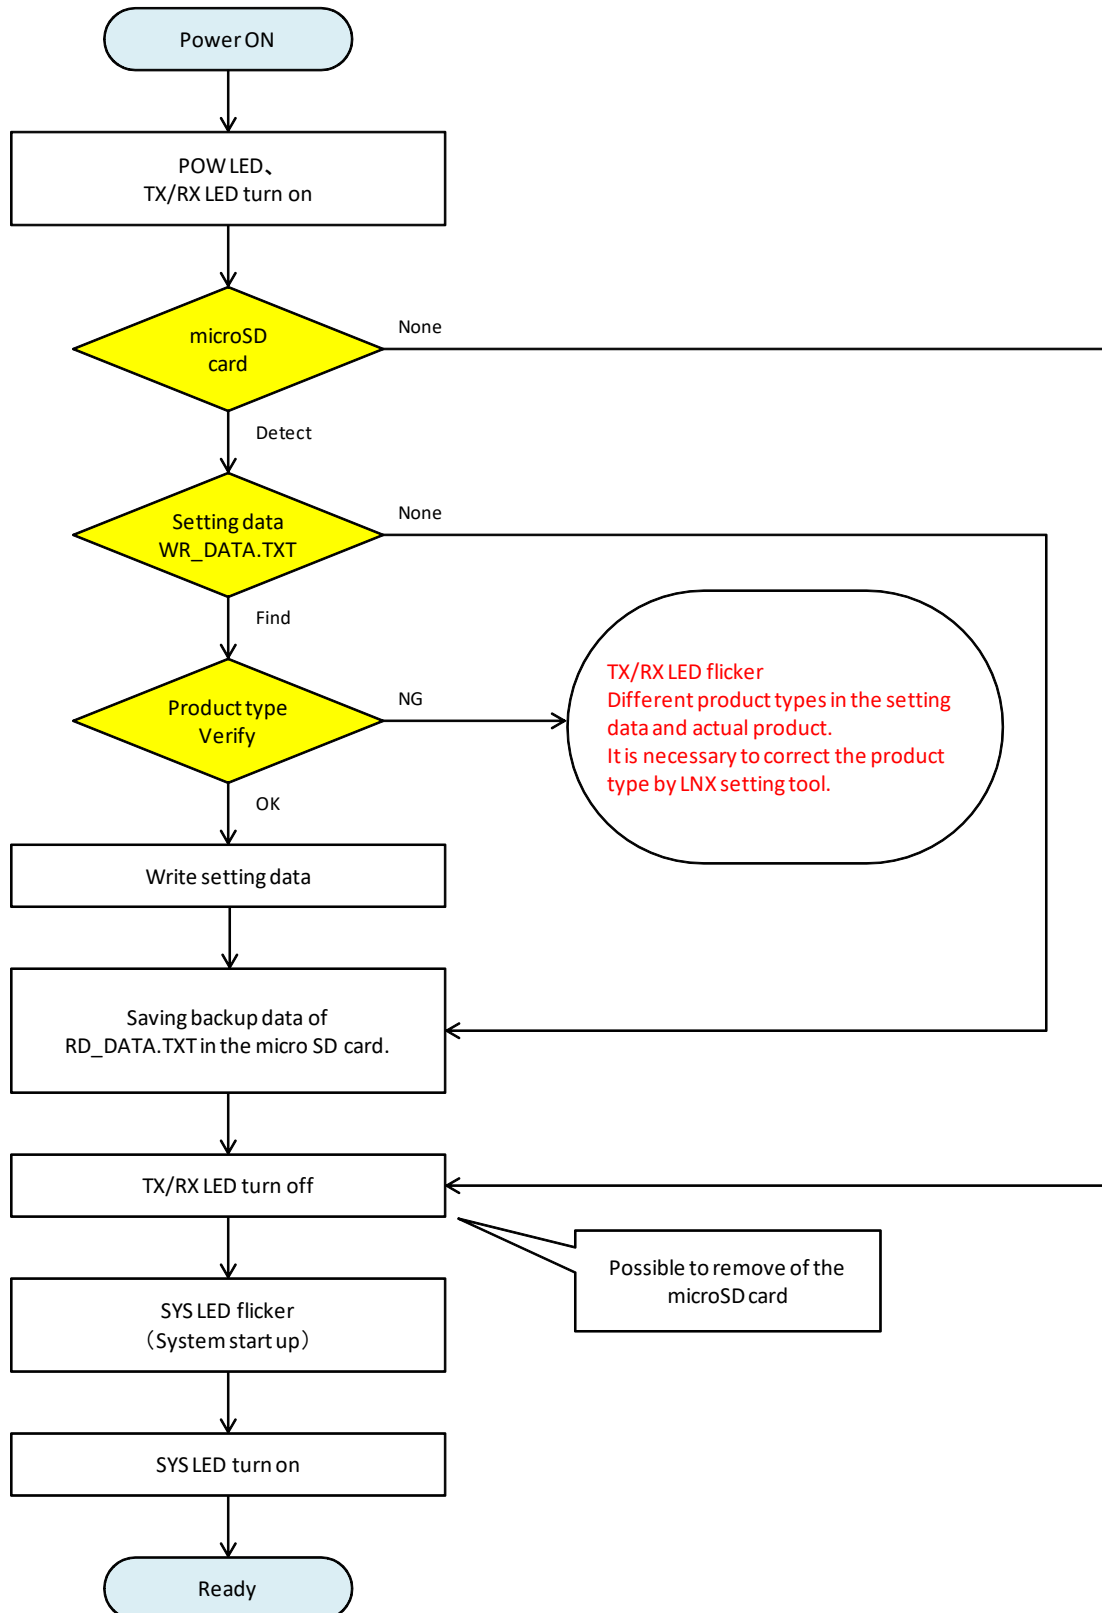 Power ON
POW LED、
TX/RX LED turn on
microSD
card
None
Detect
Setting data
WR_DATA.TXT
None
Find
Product type
Verify
NG
TX/RX LED flicker
Different product types in the setting
data and actual product.
It is necessary to correct the product
type by LNX setting tool.
OK
Write setting data
Saving backup data of
RD_DATA.TXT in the micro SD card.
TX/RX LED turn off
Possible to remove of the
microSD card
SYS LED flicker
（System start up）
SYS LED turn on
Ready